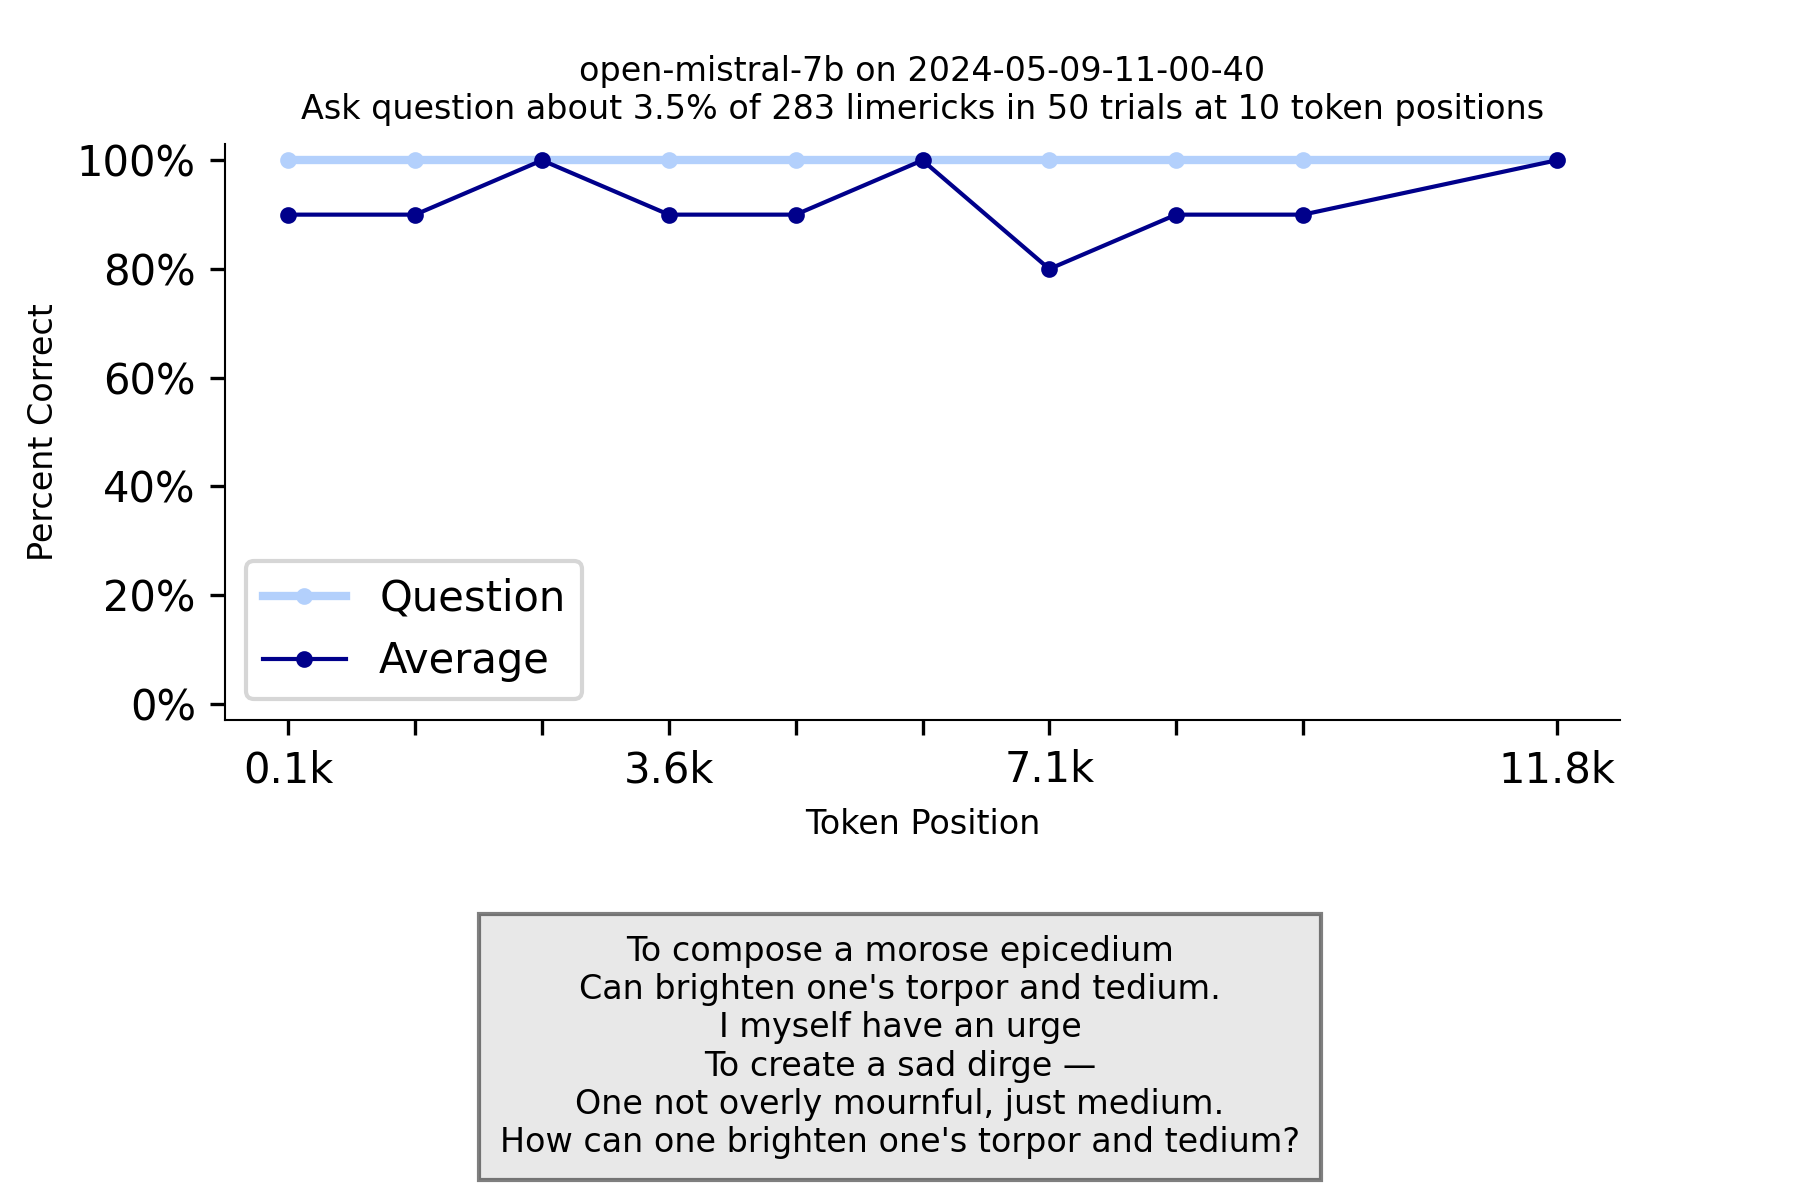 open-mistral-7b on 2024-05-09-11-00-40
Ask question about 3.5% of 283 limericks in 50 trials at 10 token positions
100%
80%
60%
40%
20%
0%
Percent Correct
Question
Average
0.1k
3.6k
7.1k
11.8k
Token Position
To compose a morose epicedium
Can brighten one's torpor and tedium.
I myself have an urge
To create a sad dirge —
One not overly mournful, just medium.
How can one brighten one's torpor and tedium?